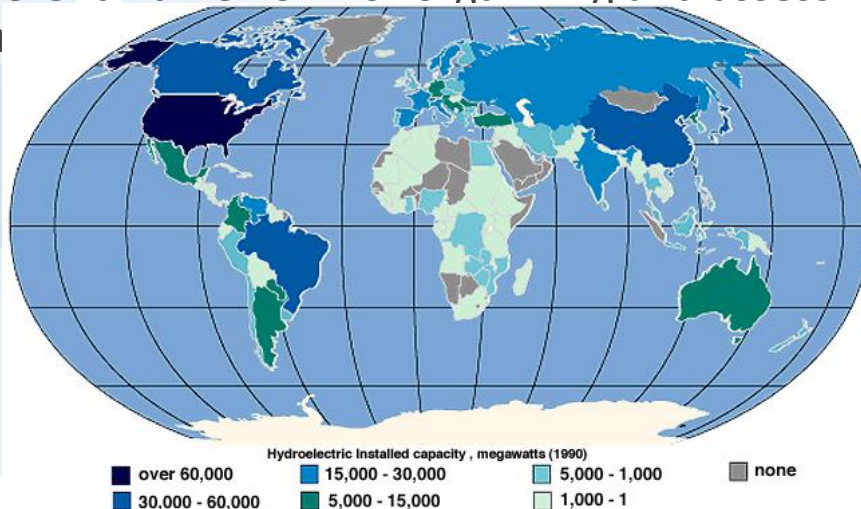 Hydroelectric Installed capacity , megawatts (1990)
over 60,000
15,000 - 30,000
5,000 - 1,000
none
30,000 - 60,000
5,000 - 15,000
1,000 - 1